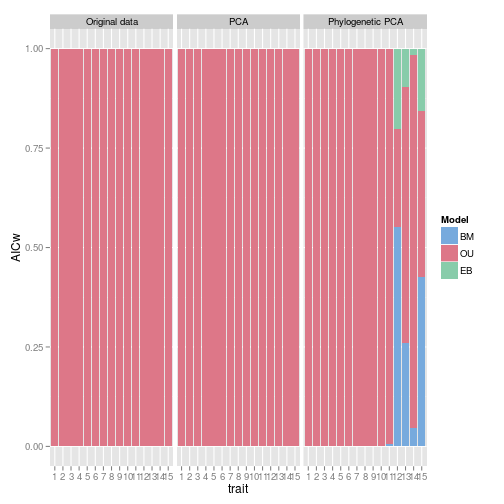 Original data
PCA
Phylogenetic PCA
1.00
0.75
0.50
0.25
0.00
AICw
1 2 3 4 5 6 7 8 9 10 11 12 13 14 15
1 2 3 4 5 6 7 8 9 10 11 12 13 14 15
1 2 3 4 5 6 7 8 9 10 11 12 13 14 15
trait
Model
BM
OU
EB